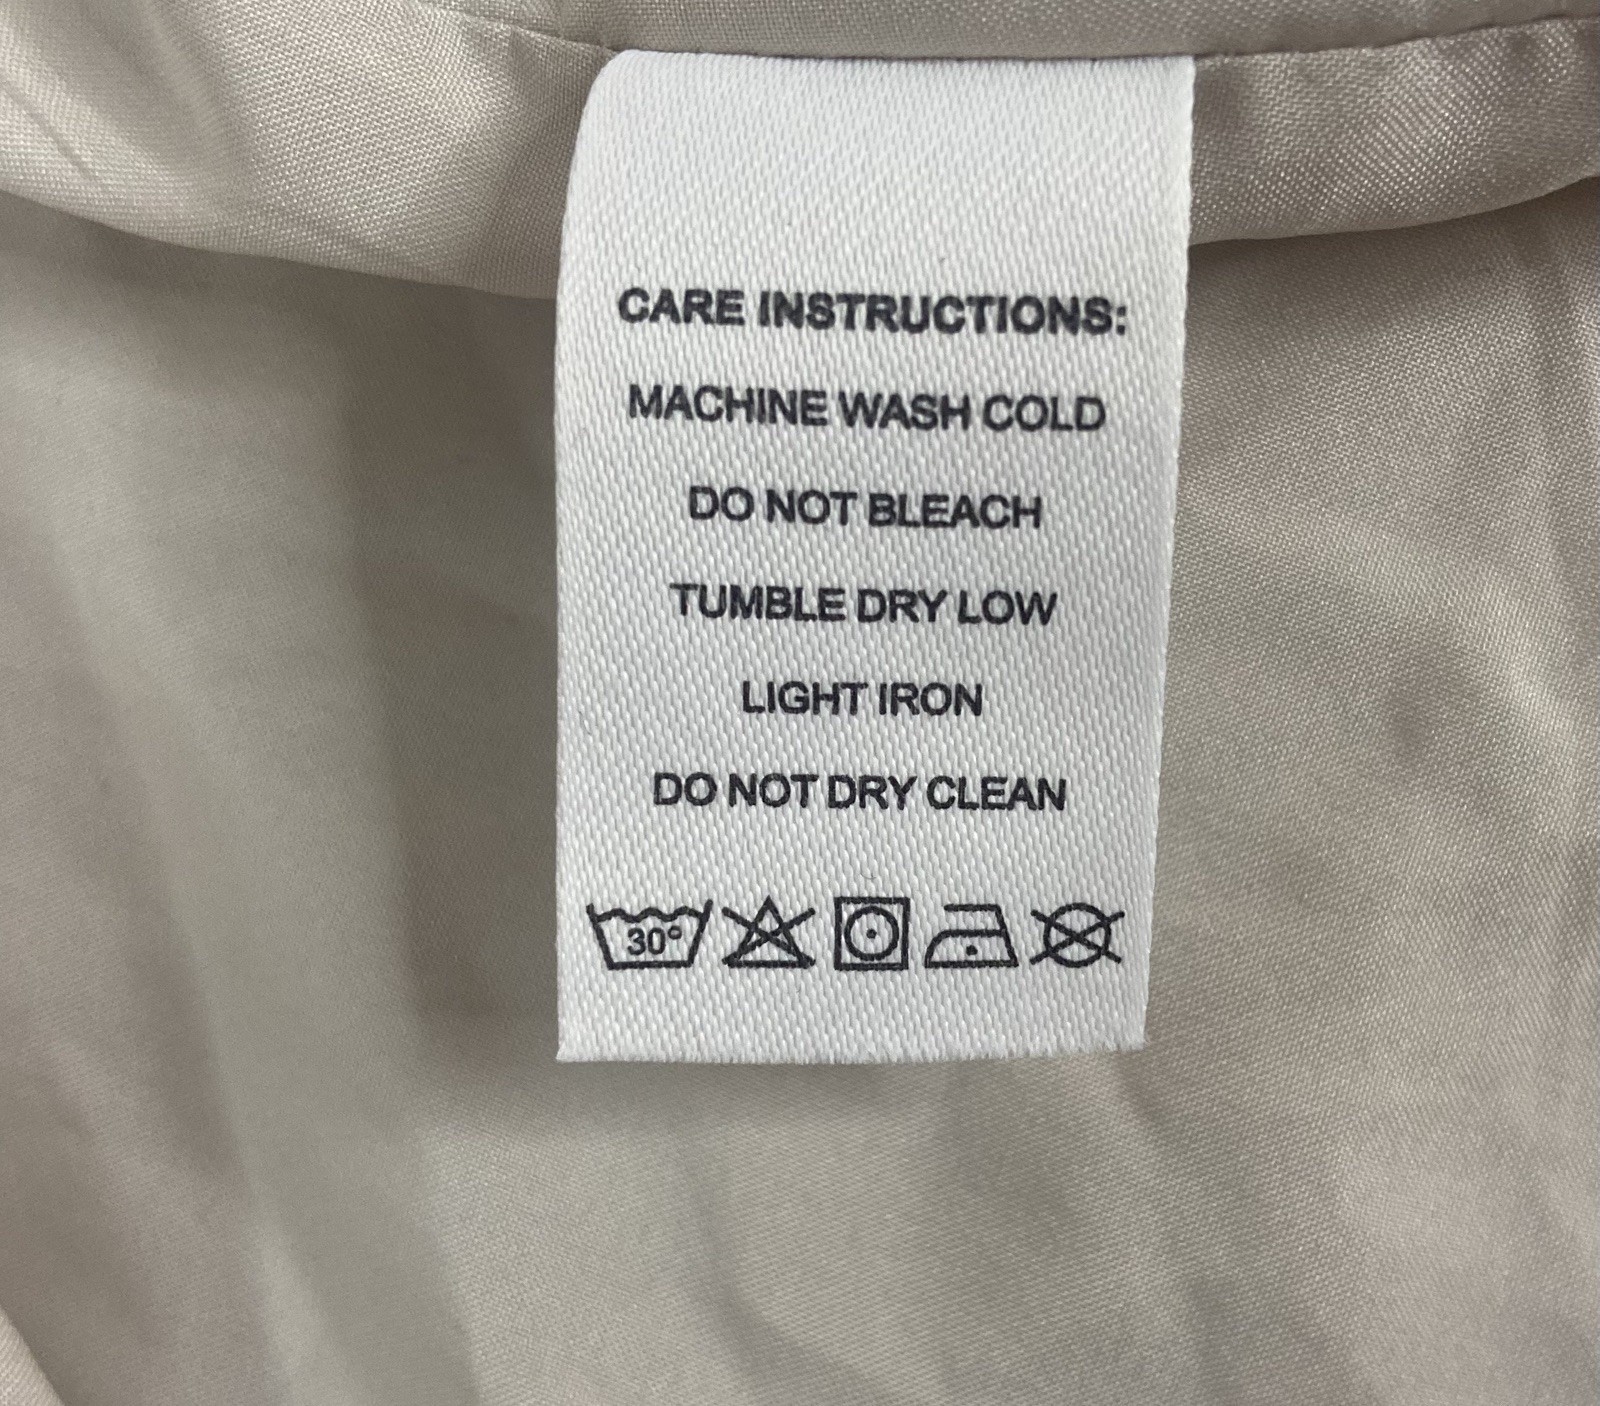 CARE INSTRUCTIONS:
MACHINE WASH COLD
DO NOT BLEACH
TUMBLE DRY LOW
LIGHT IRON
DO NOT DRY CLEAN
30°